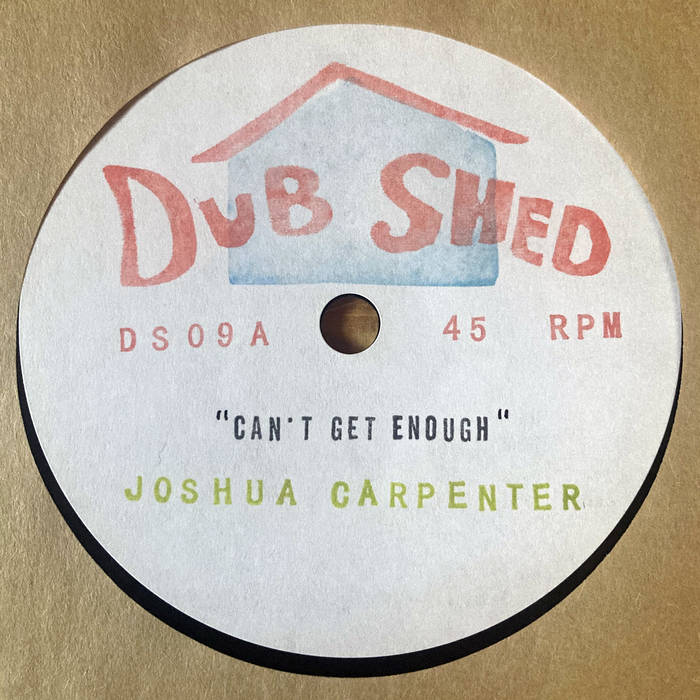 DUB SHED
DS09A 45 RPM
"CAN'T GET ENOUGH"
JOSHUA CARPENTER